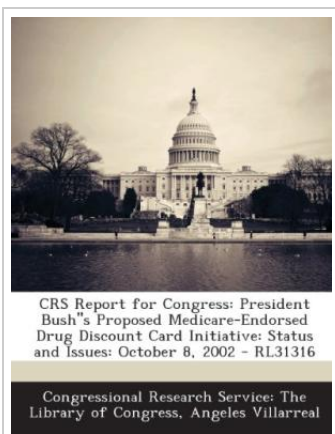 CRS Report for Congress: President
Bush"s Proposed Medicare-Endorsed
Drug Discount Card Initiative: Status
and Issues: October 8, 2002 - RL31316
Congressional Research Service: The
Library of Congress, Angeles Villarreal